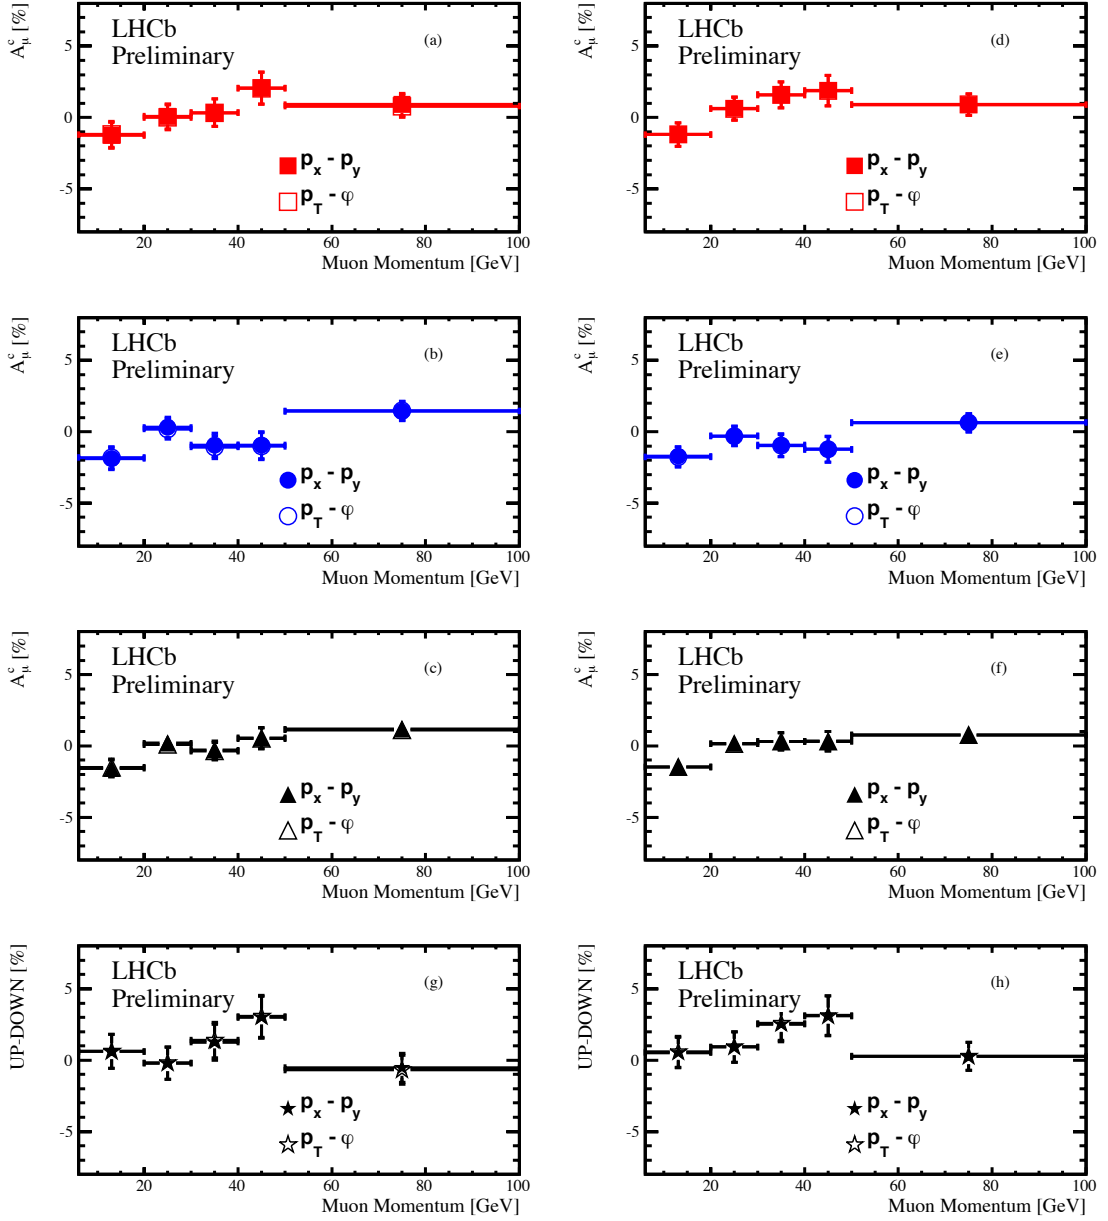 A^c_μ [%]
LHCb
Preliminary
(a)
5
0
-5
p_x - p_y
p_T - φ
20 40 60 80 100
Muon Momentum [GeV]
A^c_μ [%]
LHCb
Preliminary
(d)
5
0
-5
p_x - p_y
p_T - φ
20 40 60 80 100
Muon Momentum [GeV]
A^c_μ [%]
LHCb
Preliminary
(b)
5
0
-5
p_x - p_y
p_T - φ
20 40 60 80 100
Muon Momentum [GeV]
A^c_μ [%]
LHCb
Preliminary
(e)
5
0
-5
p_x - p_y
p_T - φ
20 40 60 80 100
Muon Momentum [GeV]
A^c_μ [%]
LHCb
Preliminary
(c)
5
0
-5
p_x - p_y
p_T - φ
20 40 60 80 100
Muon Momentum [GeV]
A^c_μ [%]
LHCb
Preliminary
(f)
5
0
-5
p_x - p_y
p_T - φ
20 40 60 80 100
Muon Momentum [GeV]
UP-DOWN [%]
LHCb
Preliminary
(g)
5
0
-5
p_x - p_y
p_T - φ
20 40 60 80 100
Muon Momentum [GeV]
UP-DOWN [%]
LHCb
Preliminary
(h)
5
0
-5
p_x - p_y
p_T - φ
20 40 60 80 100
Muon Momentum [GeV]